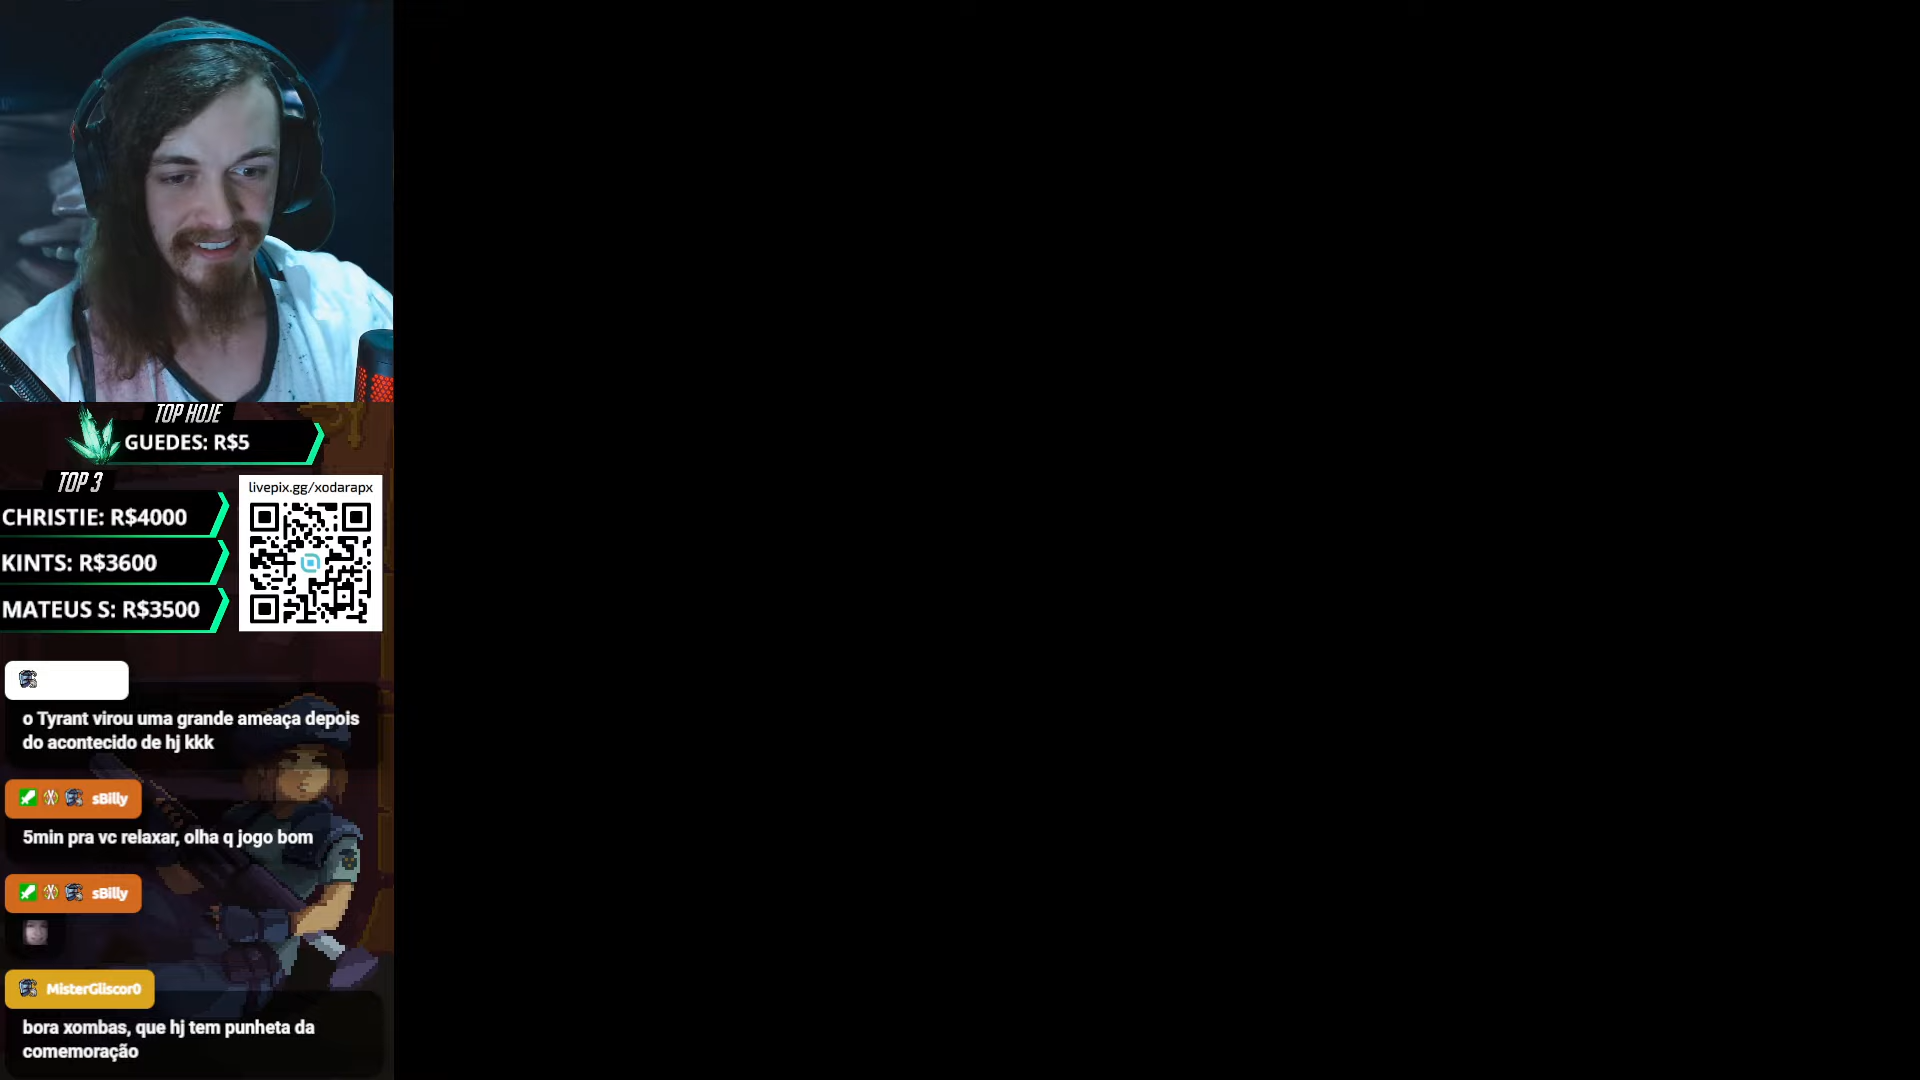 TOP HOJE
GUEDES: R$5
TOP 3
CHRISTIE: R$4000
KINTS: R$3600
MATEUS S: R$3500
livepix.gg/xodarapx
o Tyrant virou uma grande ameaça depois
do acontecido de hj kkk
sBilly
5min pra vc relaxar, olha q jogo bom
sBilly
MisterGliscor0
bora xombas, que hj tem punheta da
comemoração